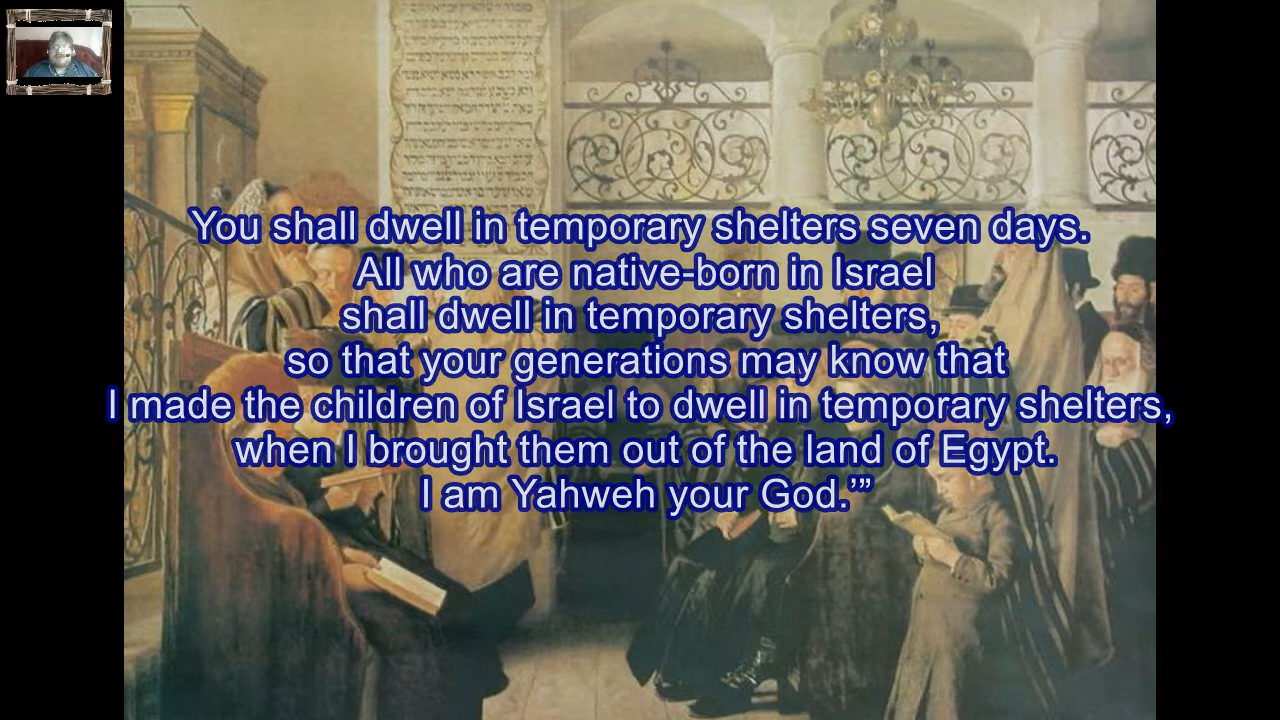 You shall dwell in temporary shelters seven days.
All who are native-born in Israel
shall dwell in temporary shelters,
so that your generations may know that
I made the children of Israel to dwell in temporary shelters,
when I brought them out of the land of Egypt.
I am Yahweh your God.’”